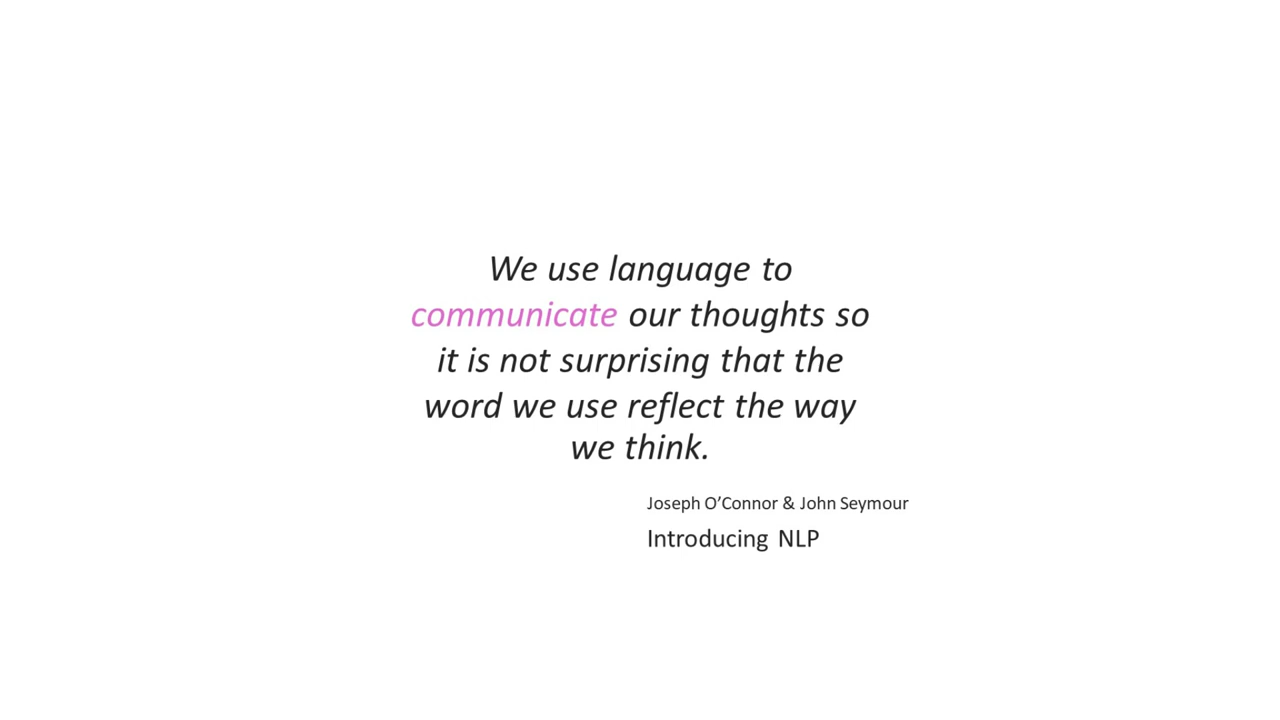 We use language to
communicate our thoughts so
it is not surprising that the
word we use reflect the way
we think.
Joseph O’Connor & John Seymour
Introducing NLP